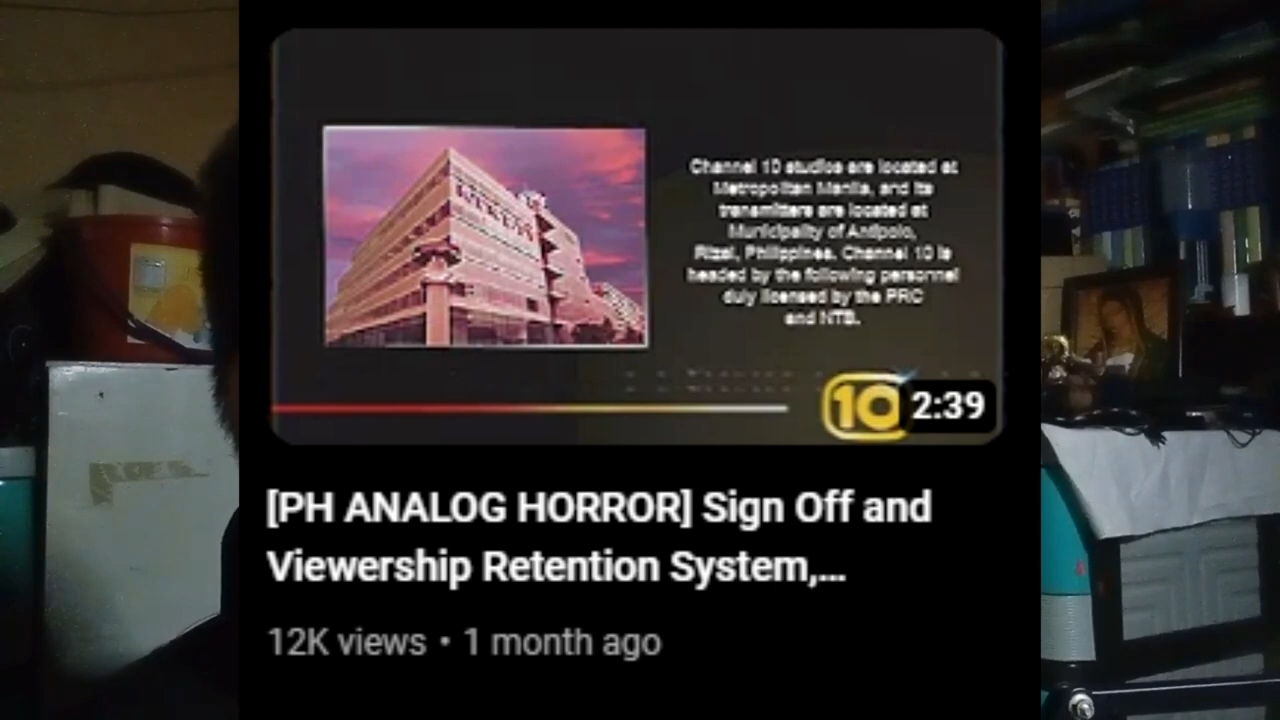 Channel 10 studios are located at
Metropolitan Manila, and its
transmitters are located at
Municipality of Antipolo,
Rizal, Philippines. Channel 10 is
headed by the following personnel
duly licensed by the PRC
and NTB.
10
2:39
[PH ANALOG HORROR] Sign Off and
Viewership Retention System,...
12K views • 1 month ago